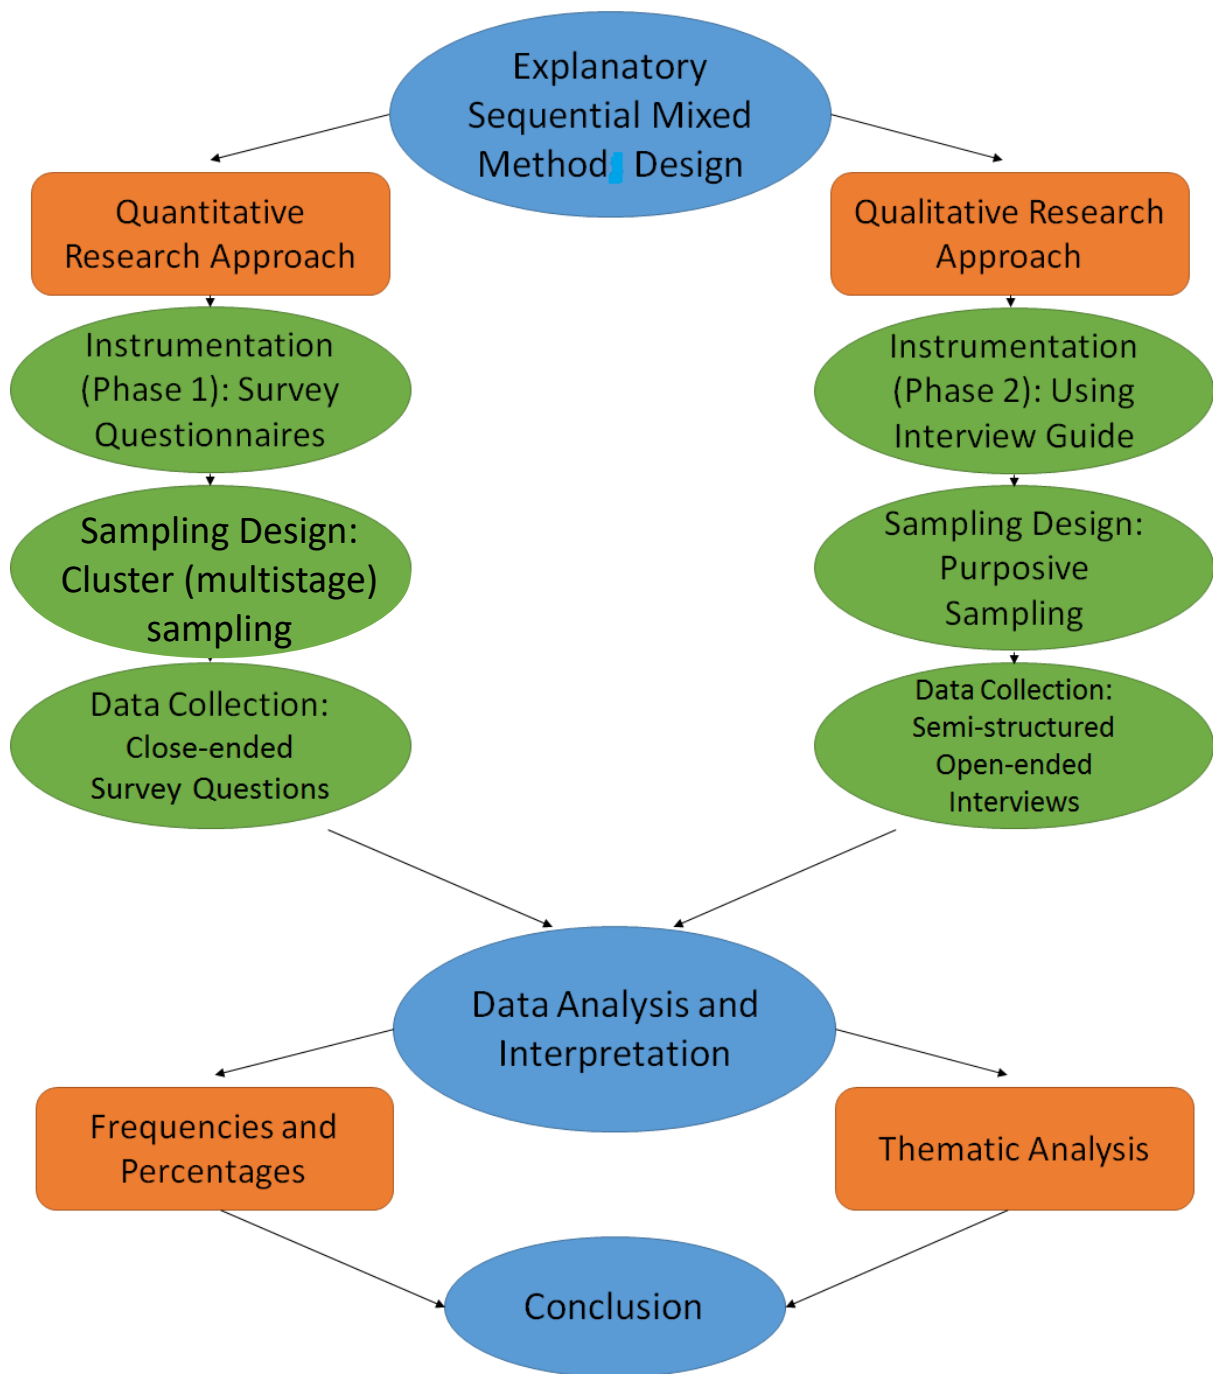 Explanatory
Sequential Mixed
Method Design
Quantitative
Research Approach
Qualitative Research
Approach
Instrumentation
(Phase 1): Survey
Questionnaires
Instrumentation
(Phase 2): Using
Interview Guide
Sampling Design:
Cluster (multistage)
sampling
Sampling Design:
Purposive
Sampling
Data Collection:
Close-ended
Survey Questions
Data Collection:
Semi-structured
Open-ended
Interviews
Data Analysis and
Interpretation
Frequencies and
Percentages
Thematic Analysis
Conclusion